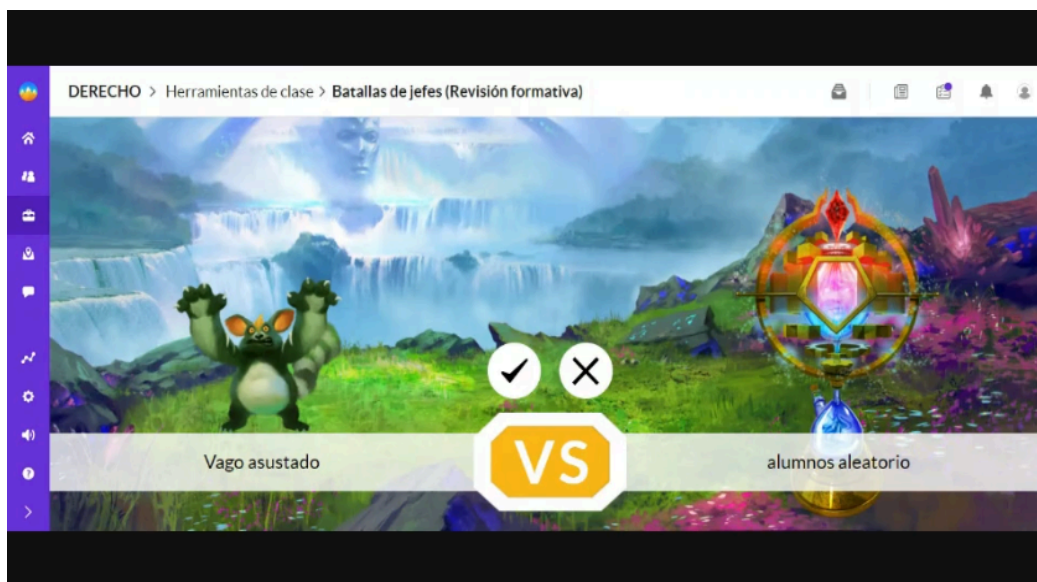 DERECHO > Herramientas de clase > Batallas de jefes (Revisión formativa)
VS
Vago asustado
alumnos aleatorio